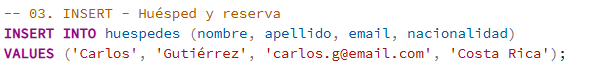 -- 03. INSERT - Huésped y reserva
INSERT INTO huespedes (nombre, apellido, email, nacionalidad)
VALUES ('Carlos', 'Gutiérrez', 'carlos.g@email.com', 'Costa Rica');